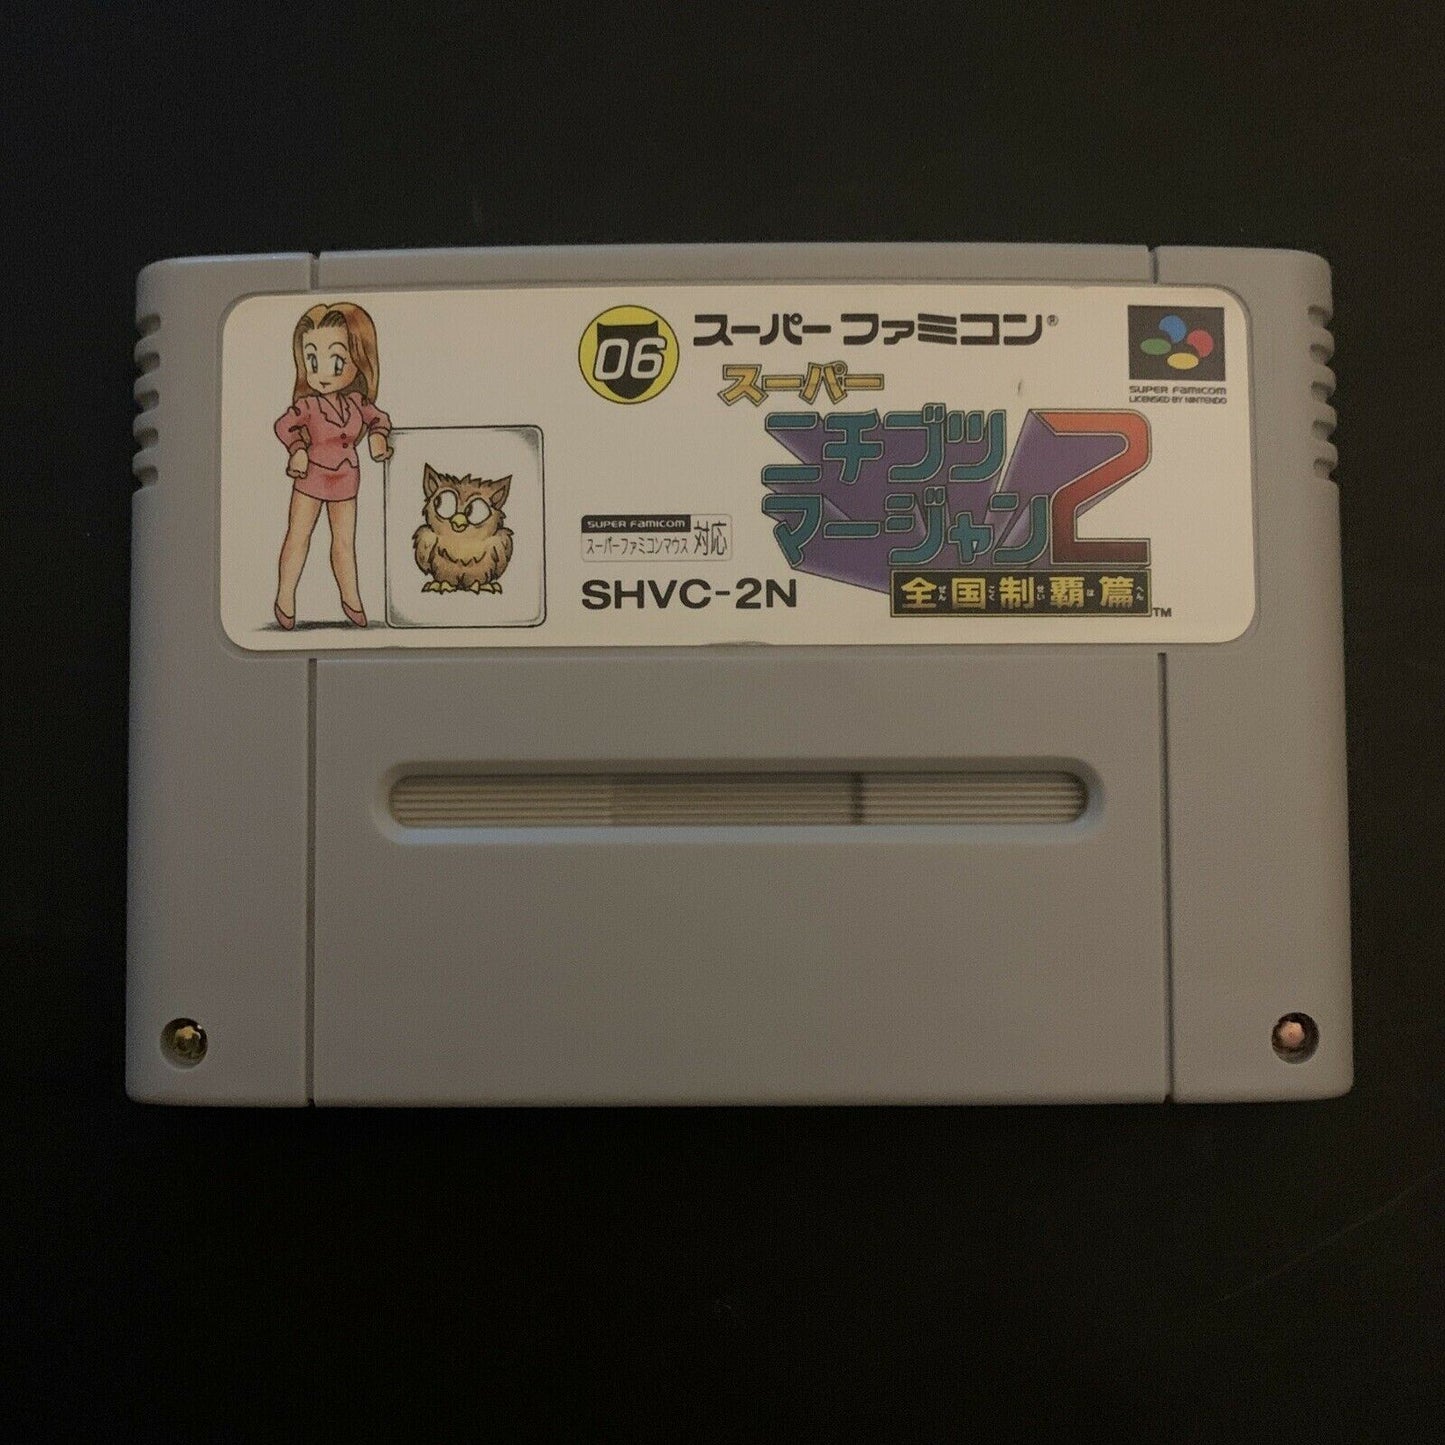 06
スーパーファミコン®
SUPER FAMICOM
LICENSED BY NINTENDO
スーパー
ニチブツ
マージャン2
全国制覇篇™
ぜん こく せい は へん
SUPER FAMICOM
スーパーファミコンマウス 対応
SHVC-2N